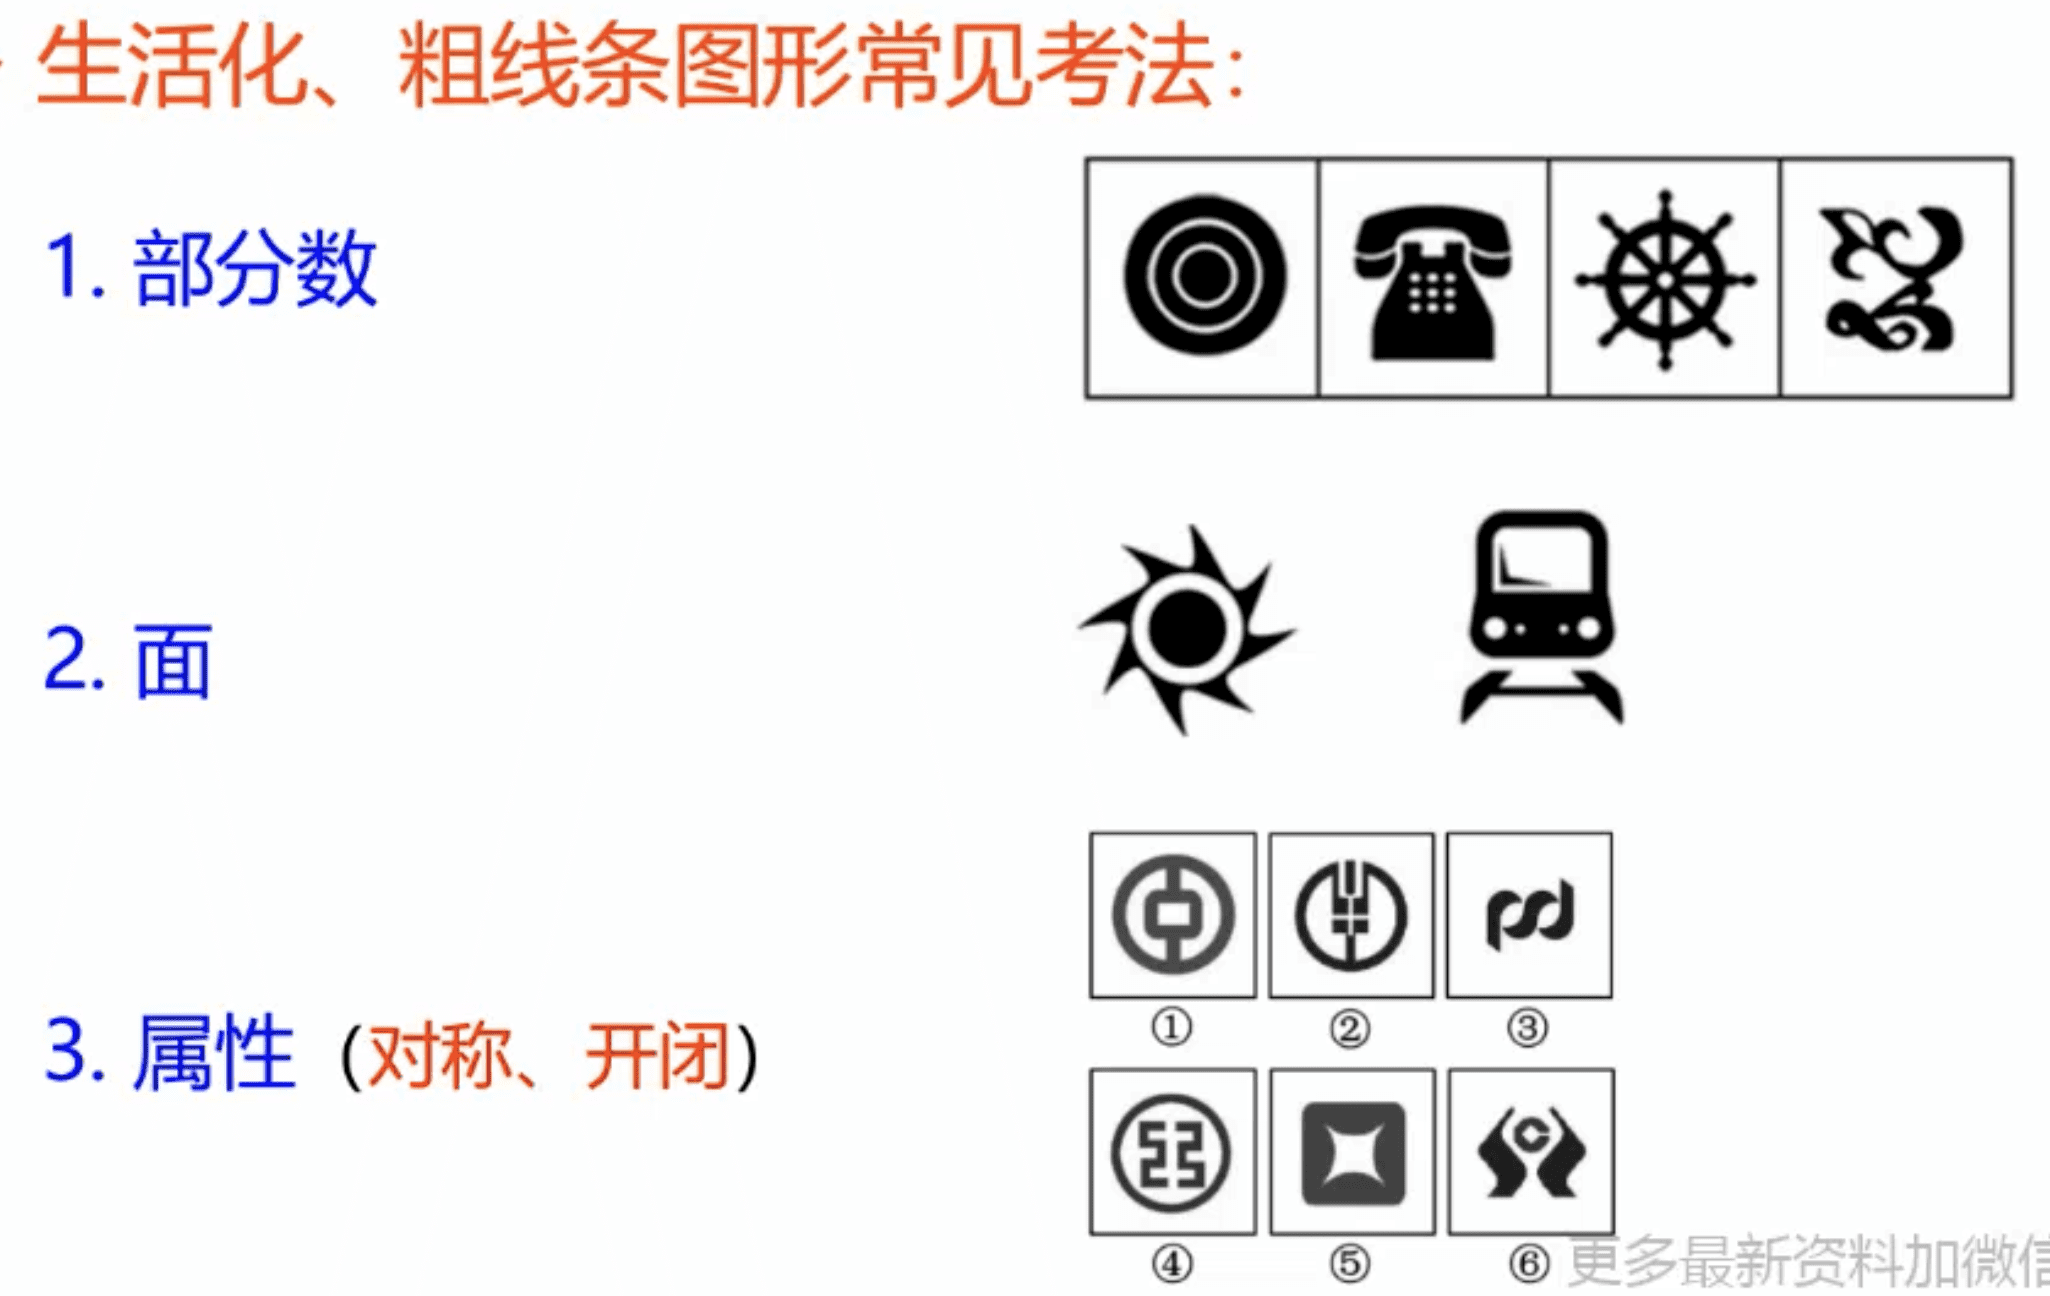 生活化、粗线条图形常见考法：
1. 部分数
2. 面
① ② ③
3. 属性（对称、开闭）
④ ⑤ ⑥
更多最新资料加微信